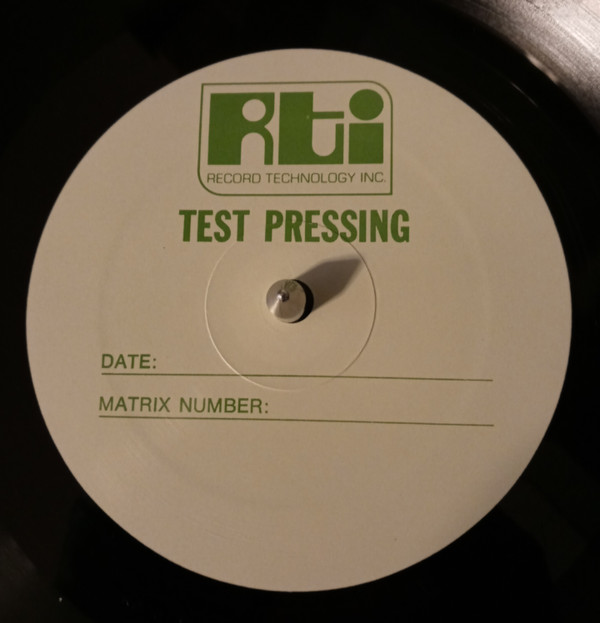 Rti
RECORD TECHNOLOGY INC.
TEST PRESSING
DATE:
MATRIX NUMBER: